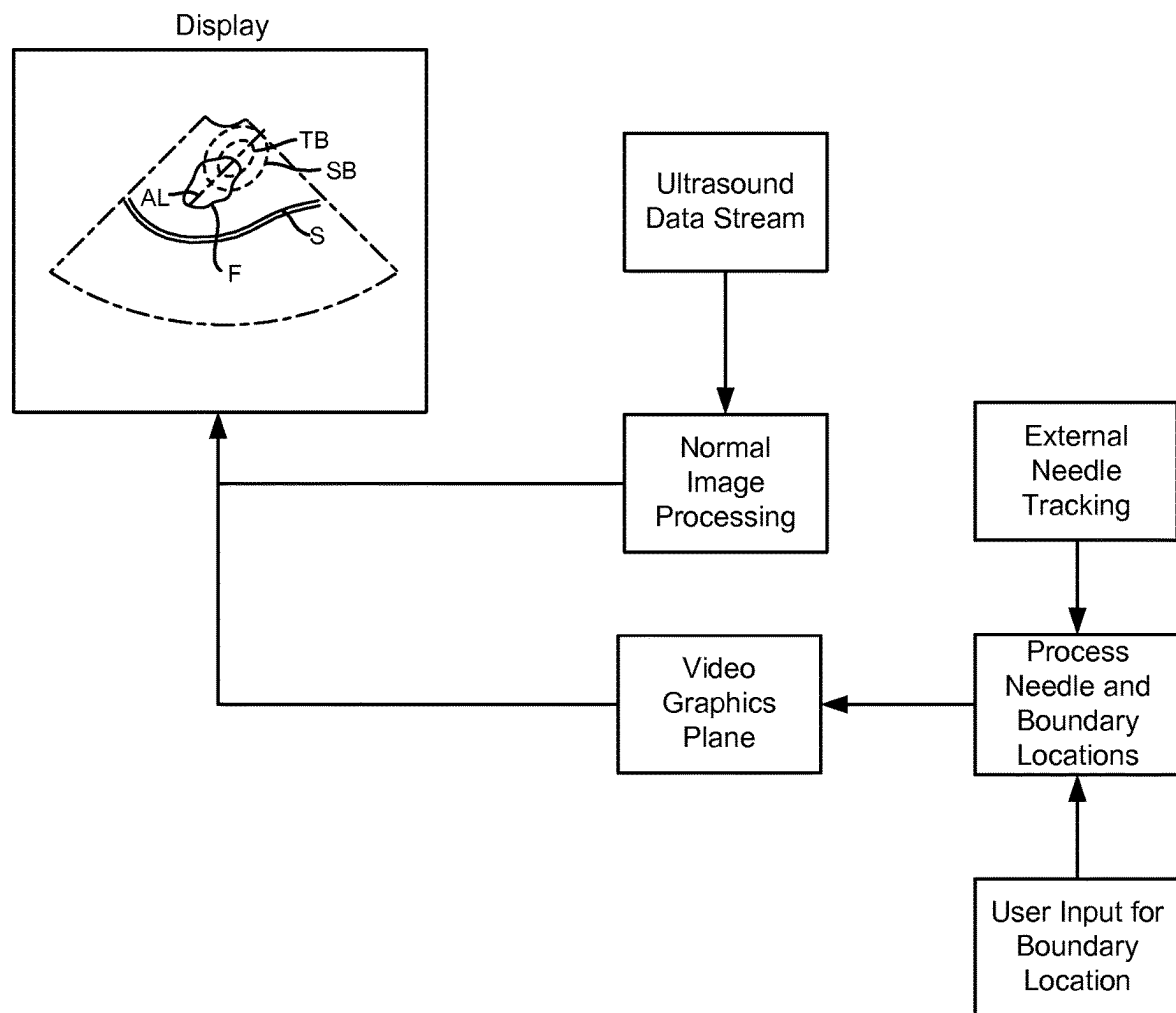 Display
TB
SB
AL
S
F
Ultrasound
Data Stream
Normal
Image
Processing
External
Needle
Tracking
Video
Graphics
Plane
Process
Needle and
Boundary
Locations
User Input for
Boundary
Location